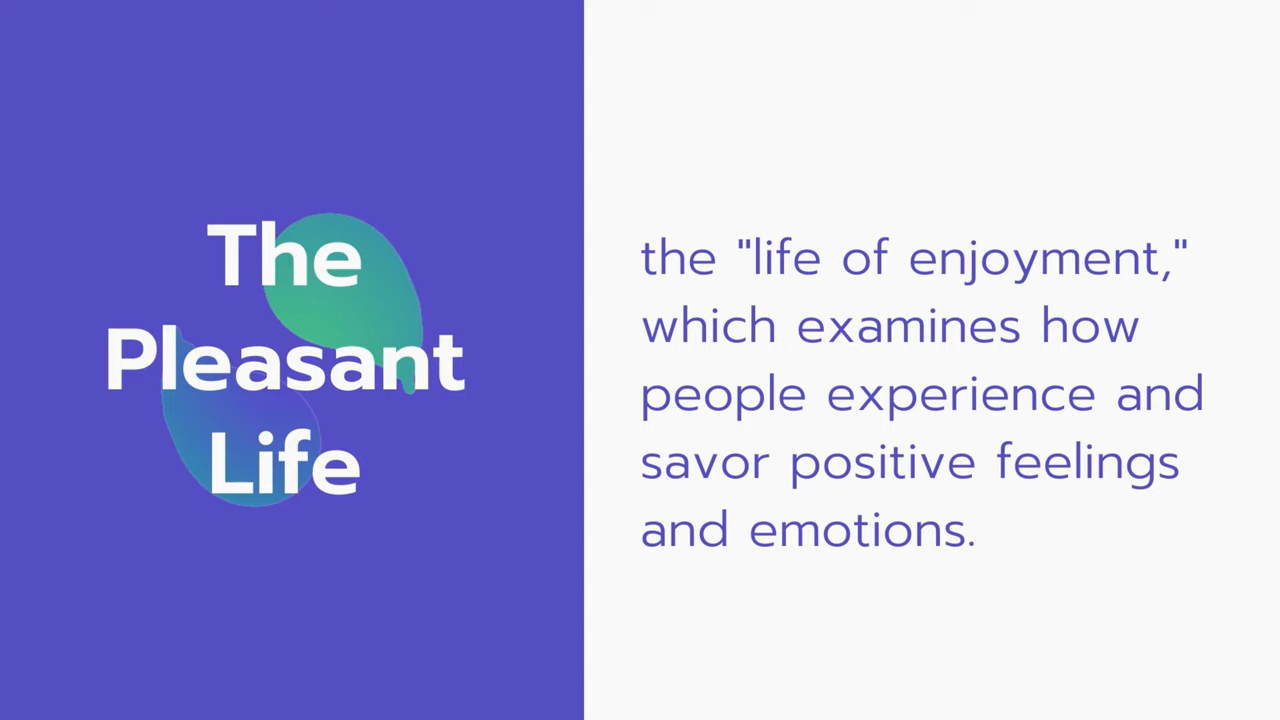 The
Pleasant
Life
the "life of enjoyment,"
which examines how
people experience and
savor positive feelings
and emotions.